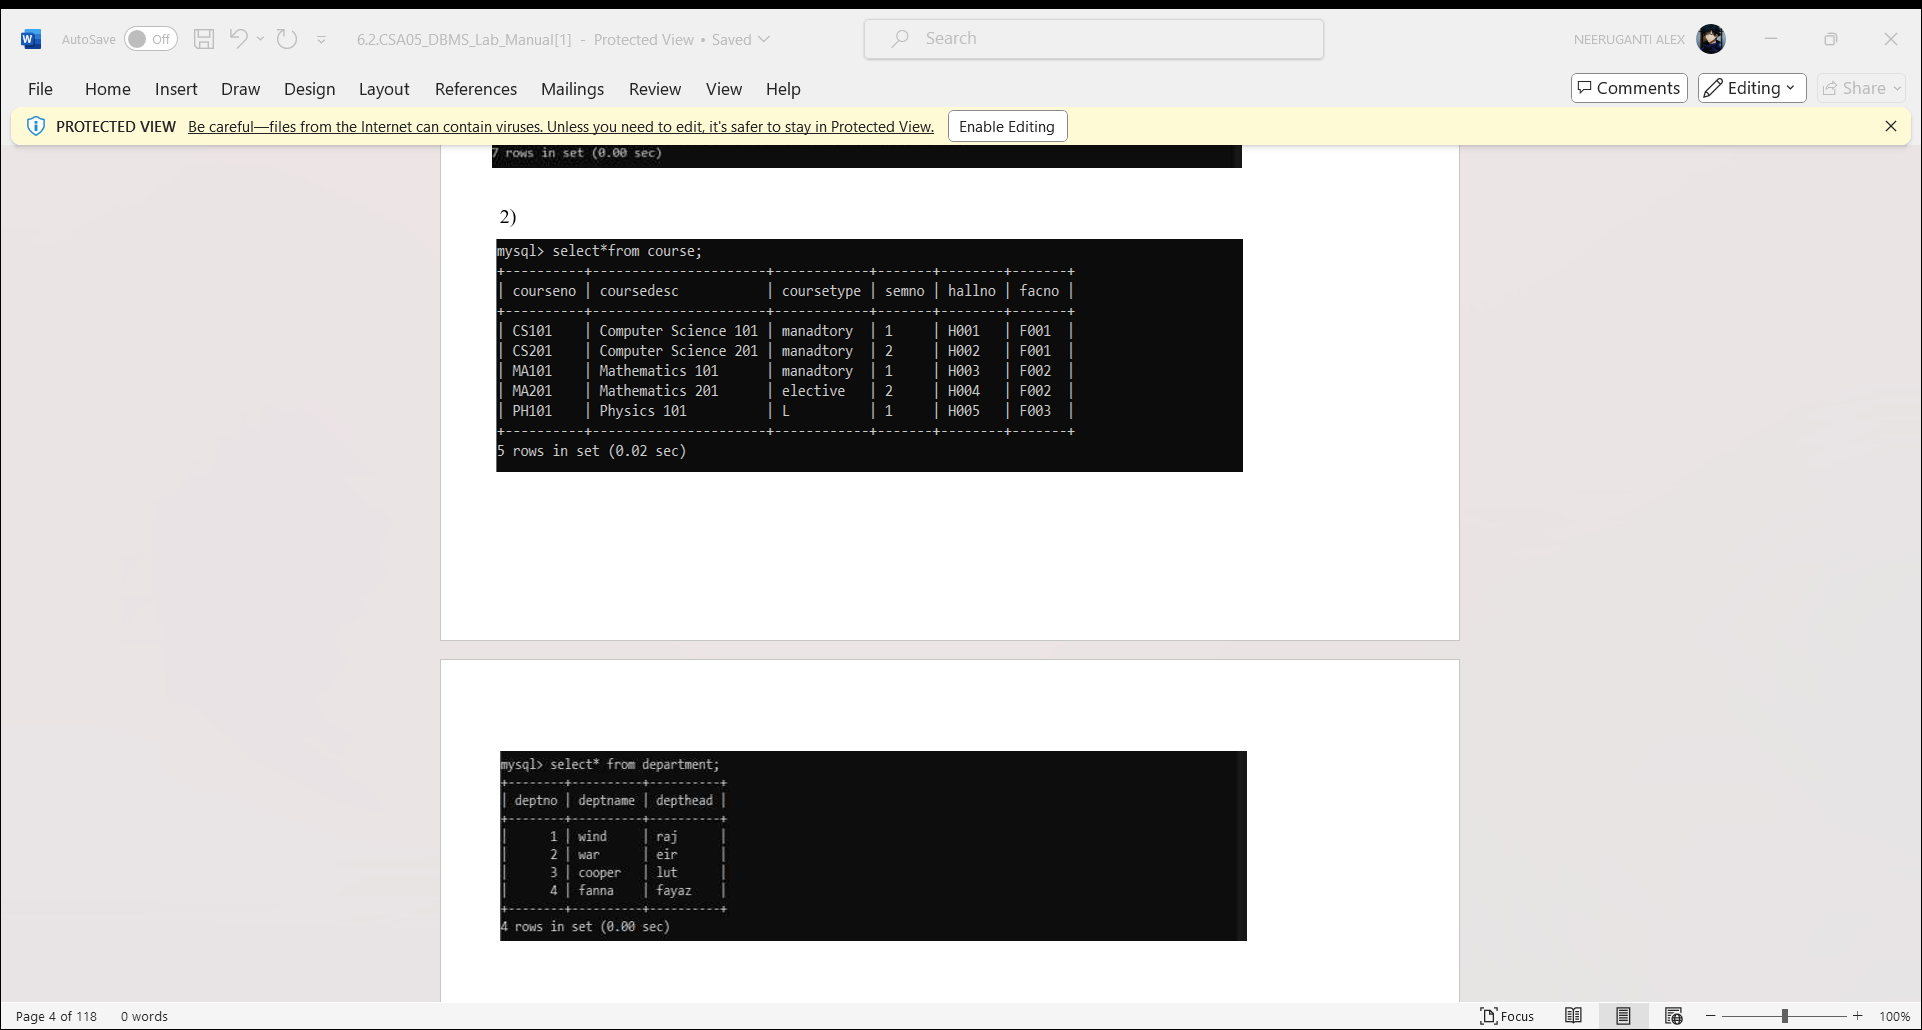 AutoSave Off 6.2.CSA05_DBMS_Lab_Manual[1] - Protected View • Saved Search NEERUGANTI ALEX
File Home Insert Draw Design Layout References Mailings Review View Help Comments Editing Share
PROTECTED VIEW Be careful—files from the Internet can contain viruses. Unless you need to edit, it's safer to stay in Protected View. Enable Editing
7 rows in set (0.00 sec)
2)
mysql> select*from course;
+----------+----------------------+------------+-------+--------+-------+
| courseno | coursedesc           | coursetype | semno | hallno | facno |
+----------+----------------------+------------+-------+--------+-------+
| CS101    | Computer Science 101 | manadtory  | 1     | H001   | F001  |
| CS201    | Computer Science 201 | manadtory  | 2     | H002   | F001  |
| MA101    | Mathematics 101      | manadtory  | 1     | H003   | F002  |
| MA201    | Mathematics 201      | elective   | 2     | H004   | F002  |
| PH101    | Physics 101          | L          | 1     | H005   | F003  |
+----------+----------------------+------------+-------+--------+-------+
5 rows in set (0.02 sec)
mysql> select* from department;
+--------+----------+----------+
| deptno | deptname | depthead |
+--------+----------+----------+
|      1 | wind     | raj      |
|      2 | war      | eir      |
|      3 | cooper   | lut      |
|      4 | fanna    | fayaz    |
+--------+----------+----------+
4 rows in set (0.00 sec)
Page 4 of 118 0 words Focus 100%